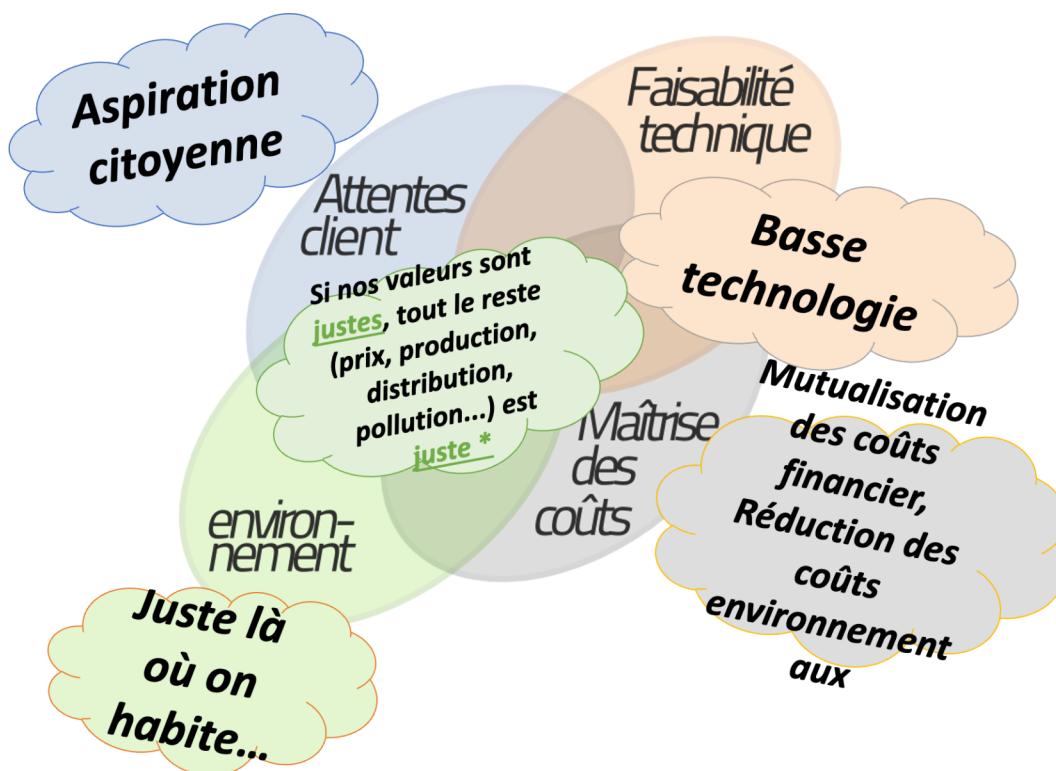 Aspiration
citoyenne
Faisabilité
technique
Attentes
client
Basse
technologie
Si nos valeurs sont
justes, tout le reste
(prix, production,
distribution,
pollution...) est
juste *
Maîtrise
des
coûts
Mutualisation
des coûts
financier,
Réduction des
coûts
environnement
aux
environ-
nement
Juste là
où on
habite...